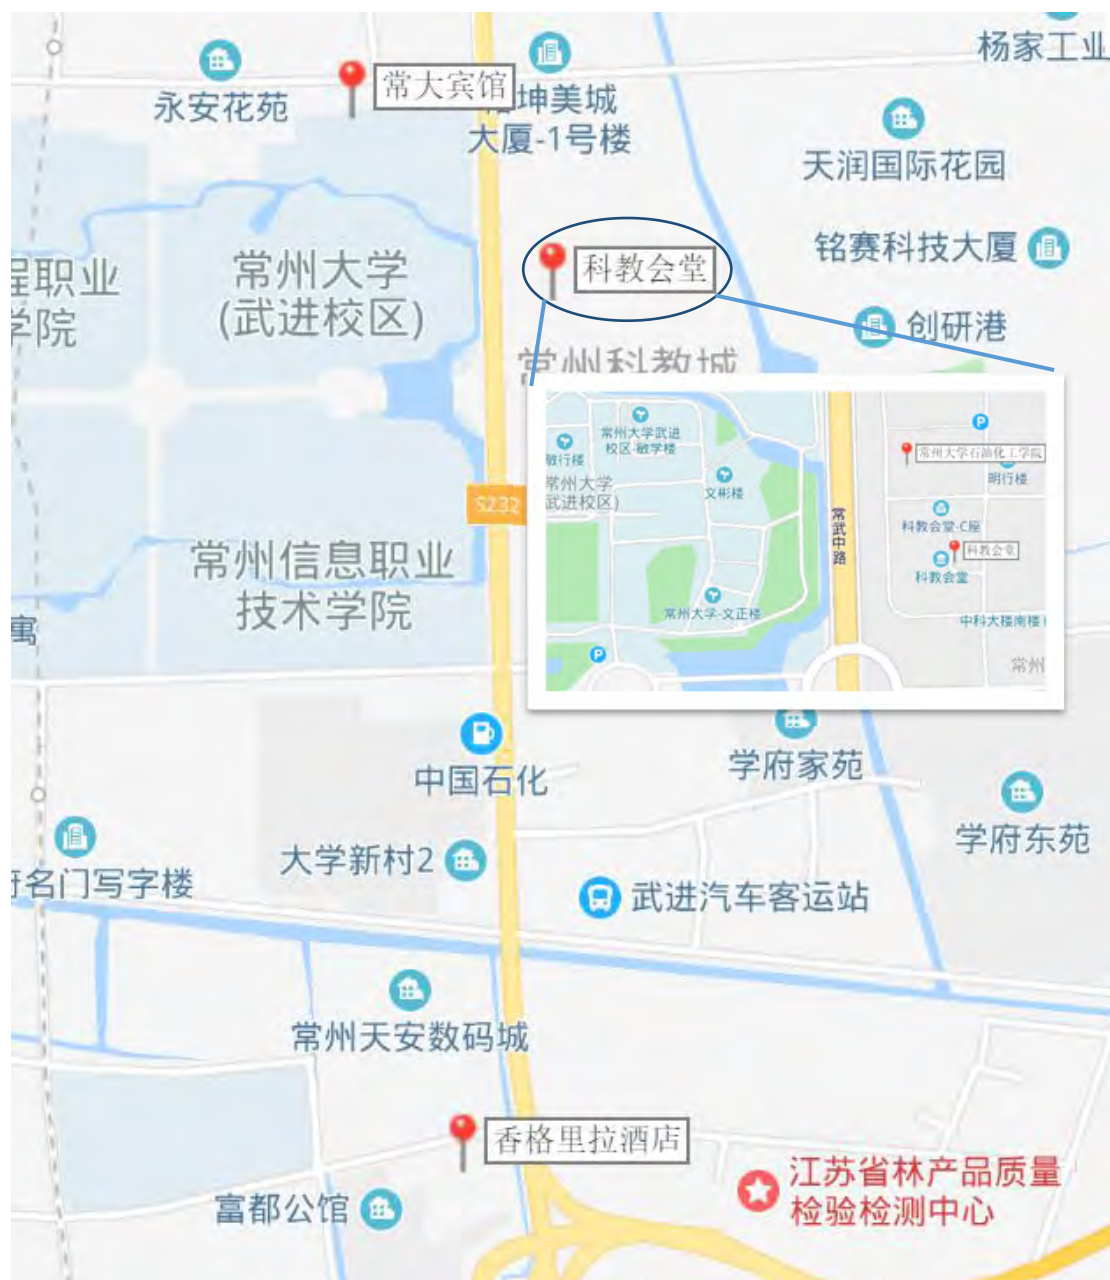 杨家工业
常大宾馆
永安花苑
坤美城
大厦-1号楼
天润国际花园
铭赛科技大厦
科教会堂
程职业
学院
常州大学
(武进校区)
创研港
常州科教城
常州大学武进
校区-敏学楼
敏行楼
常州大学
武进校区)
文彬楼
常州大学石油化工学院
明行楼
科教会堂-C座
科教会堂
科教会堂
常武中路
常州大学-文正楼
中科大楼南楼
常州
P
P
S232
常州信息职业
技术学院
寓
中国石化
学府家苑
学府东苑
大学新村2
府名门写字楼
武进汽车客运站
常州天安数码城
香格里拉酒店
富都公馆
江苏省林产品质量
检验检测中心